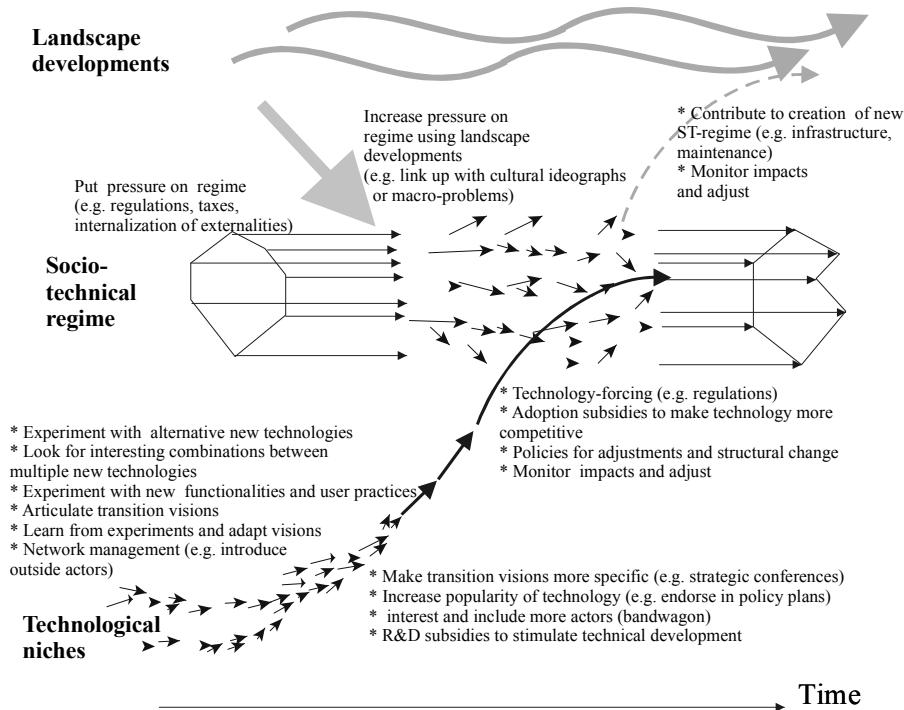 Landscape
developments
Increase pressure on
regime using landscape
developments
(e.g. link up with cultural ideographs
or macro-problems)
* Contribute to creation of new
ST-regime (e.g. infrastructure,
maintenance)
* Monitor impacts
and adjust
Put pressure on regime
(e.g. regulations, taxes,
internalization of externalities)
Socio-
technical
regime
* Technology-forcing (e.g. regulations)
* Adoption subsidies to make technology more
competitive
* Policies for adjustments and structural change
* Monitor impacts and adjust
* Experiment with alternative new technologies
* Look for interesting combinations between
multiple new technologies
* Experiment with new functionalities and user practices
* Articulate transition visions
* Learn from experiments and adapt visions
* Network management (e.g. introduce
outside actors)
* Make transition visions more specific (e.g. strategic conferences)
* Increase popularity of technology (e.g. endorse in policy plans)
* interest and include more actors (bandwagon)
* R&D subsidies to stimulate technical development
Technological
niches
Time